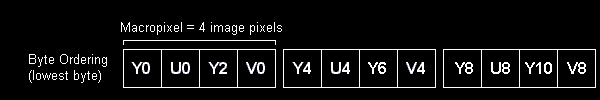 Macropixel = 4 image pixels
Byte Ordering
(lowest byte)
Y0 U0 Y2 V0 Y4 U4 Y6 V4 Y8 U8 Y10 V8